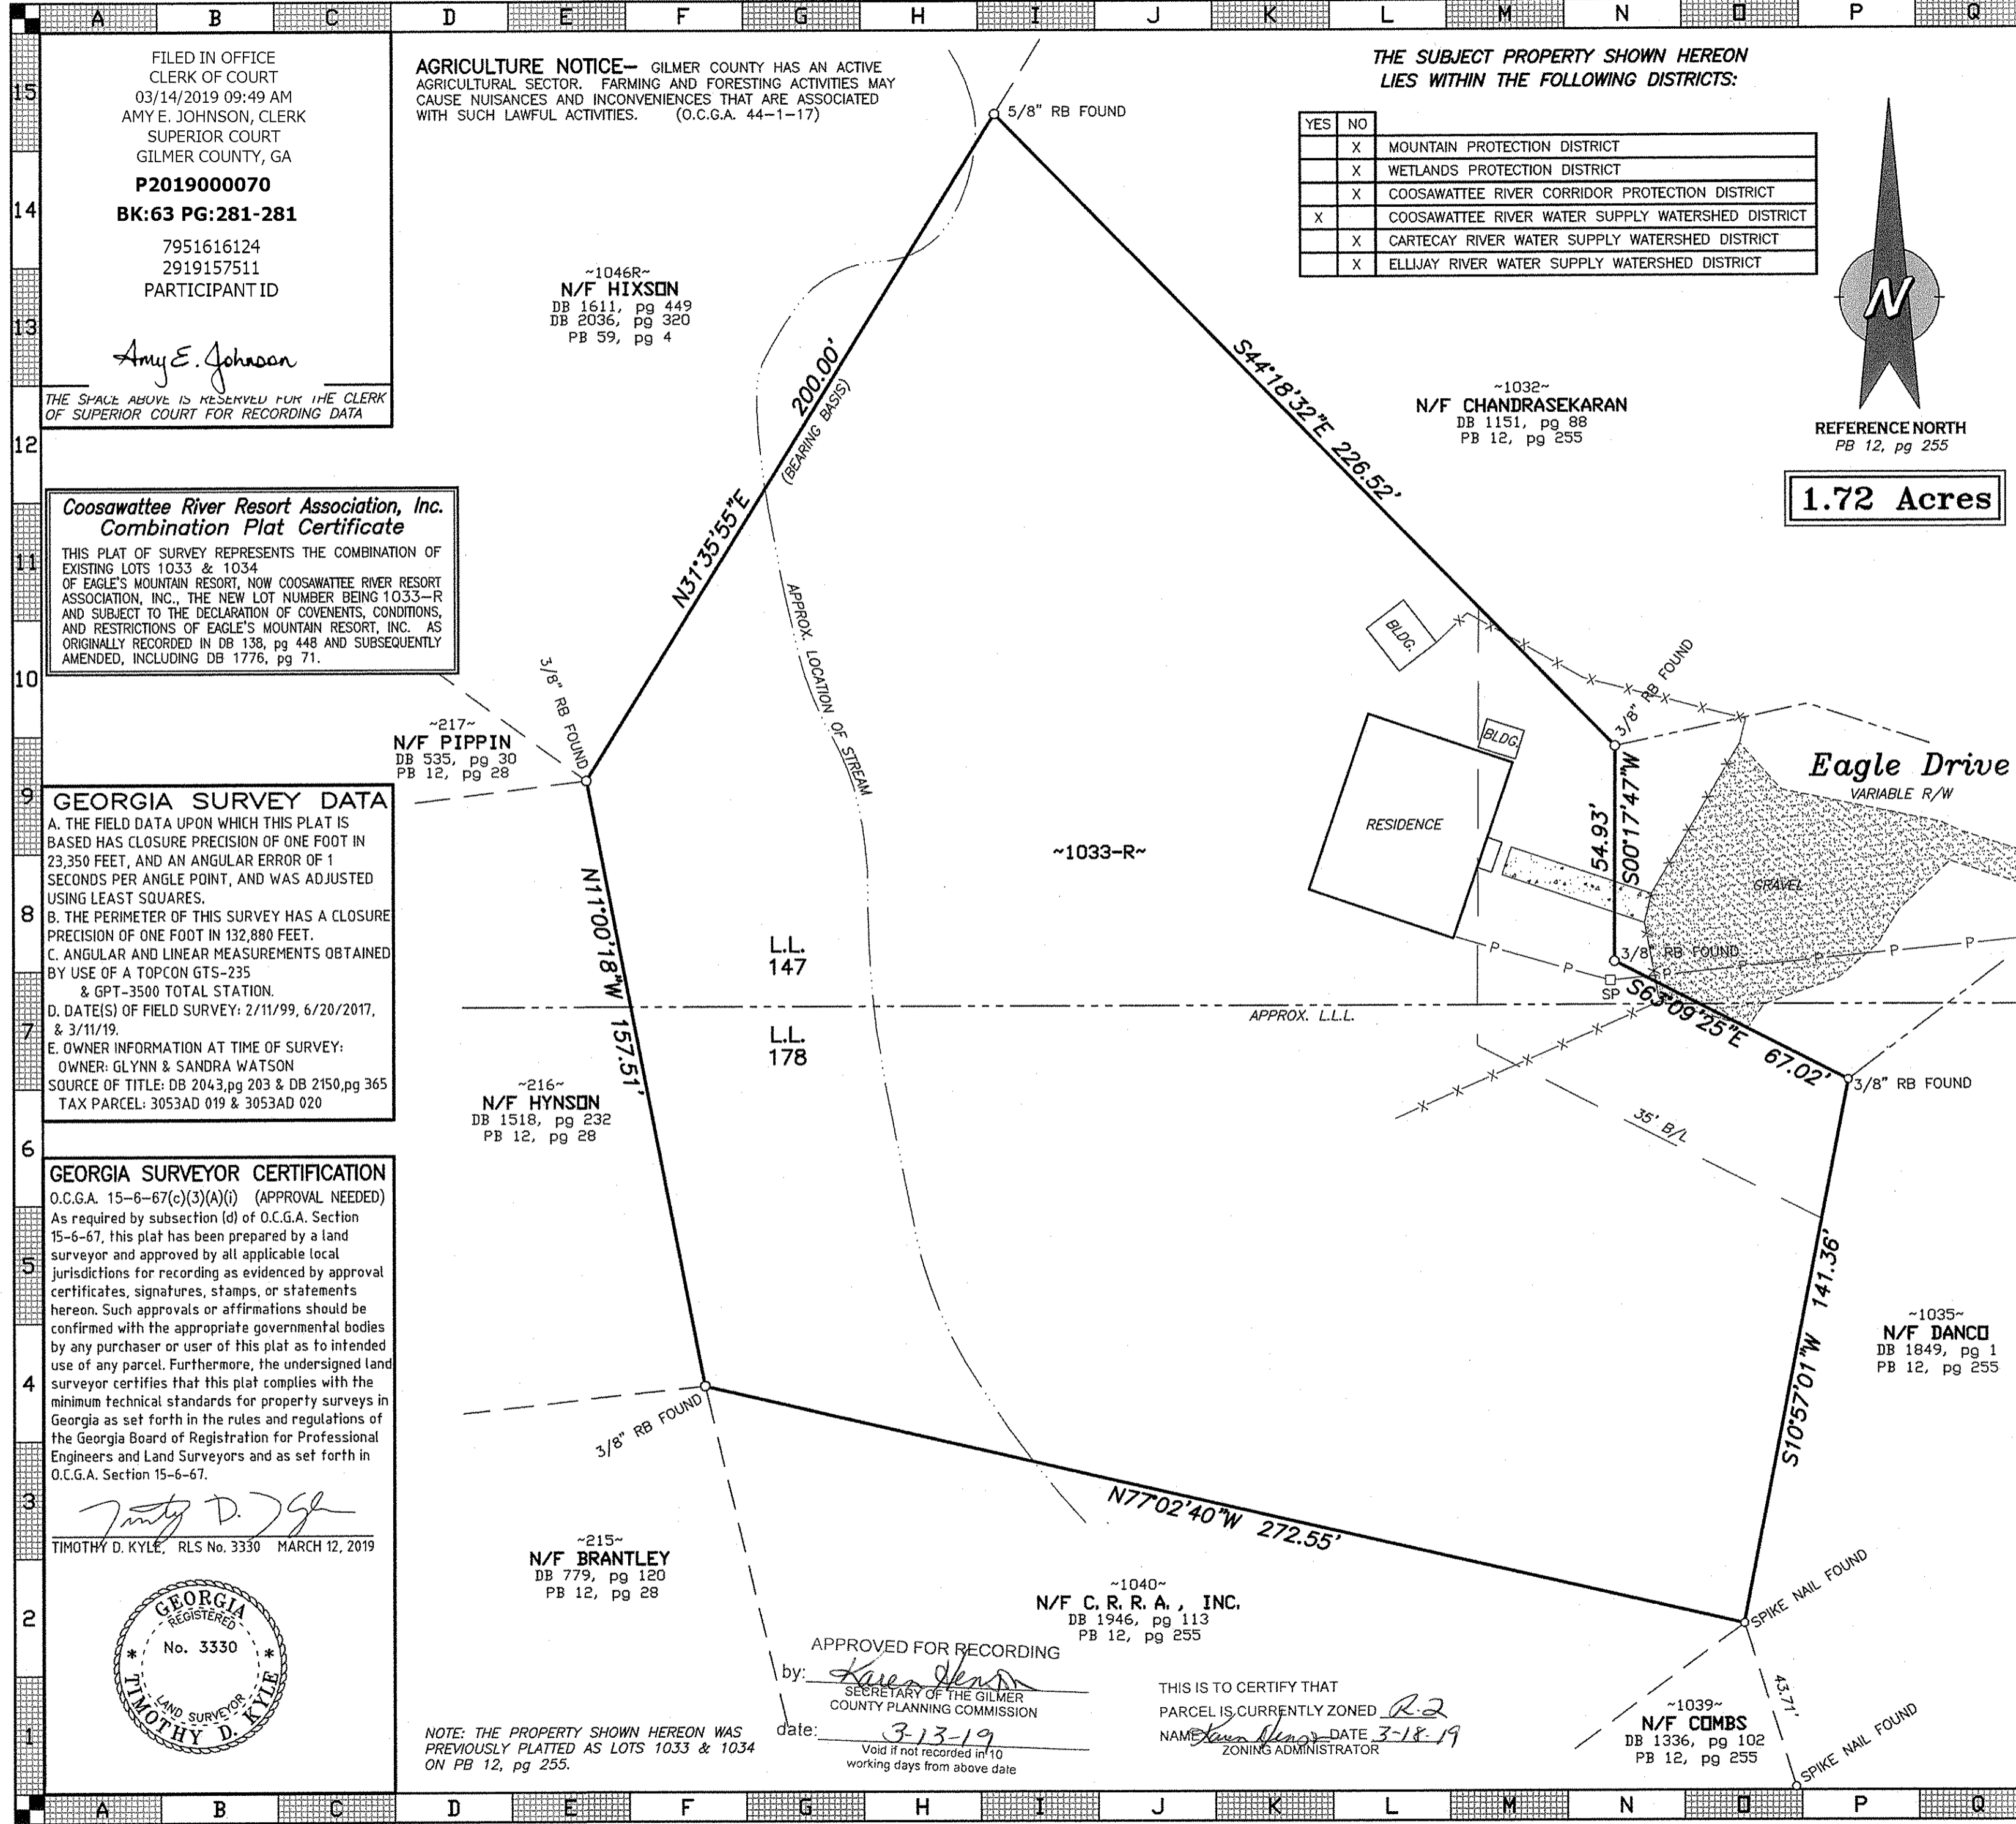 A B C D E F G H I J K L M N O P Q
15
14
13
12
11
10
9
8
7
6
5
4
3
2
1
FILED IN OFFICE
CLERK OF COURT
03/14/2019 09:49 AM
AMY E. JOHNSON, CLERK
SUPERIOR COURT
GILMER COUNTY, GA
P2019000070
BK:63 PG:281-281
7951616124
2919157511
PARTICIPANT ID
Amy E. Johnson
THE SPACE ABOVE IS RESERVED FOR THE CLERK
OF SUPERIOR COURT FOR RECORDING DATA
AGRICULTURE NOTICE— GILMER COUNTY HAS AN ACTIVE
AGRICULTURAL SECTOR. FARMING AND FORESTING ACTIVITIES MAY
CAUSE NUISANCES AND INCONVENIENCES THAT ARE ASSOCIATED
WITH SUCH LAWFUL ACTIVITIES. (O.C.G.A. 44-1-17)
THE SUBJECT PROPERTY SHOWN HEREON
LIES WITHIN THE FOLLOWING DISTRICTS:
YES NO
X MOUNTAIN PROTECTION DISTRICT
X WETLANDS PROTECTION DISTRICT
X COOSAWATTEE RIVER CORRIDOR PROTECTION DISTRICT
X COOSAWATTEE RIVER WATER SUPPLY WATERSHED DISTRICT
X CARTECAY RIVER WATER SUPPLY WATERSHED DISTRICT
X ELLIJAY RIVER WATER SUPPLY WATERSHED DISTRICT
N
REFERENCE NORTH
PB 12, pg 255
1.72 Acres
Coosawattee River Resort Association, Inc.
Combination Plat Certificate
THIS PLAT OF SURVEY REPRESENTS THE COMBINATION OF
EXISTING LOTS 1033 & 1034
OF EAGLE'S MOUNTAIN RESORT, NOW COOSAWATTEE RIVER RESORT
ASSOCIATION, INC., THE NEW LOT NUMBER BEING 1033-R
AND SUBJECT TO THE DECLARATION OF COVENENTS, CONDITIONS,
AND RESTRICTIONS OF EAGLE'S MOUNTAIN RESORT, INC. AS
ORIGINALLY RECORDED IN DB 138, pg 448 AND SUBSEQUENTLY
AMENDED, INCLUDING DB 1776, pg 71.
GEORGIA SURVEY DATA
A. THE FIELD DATA UPON WHICH THIS PLAT IS
BASED HAS CLOSURE PRECISION OF ONE FOOT IN
23,350 FEET, AND AN ANGULAR ERROR OF 1
SECONDS PER ANGLE POINT, AND WAS ADJUSTED
USING LEAST SQUARES.
B. THE PERIMETER OF THIS SURVEY HAS A CLOSURE
PRECISION OF ONE FOOT IN 132,880 FEET.
C. ANGULAR AND LINEAR MEASUREMENTS OBTAINED
BY USE OF A TOPCON GTS-235
& GPT-3500 TOTAL STATION.
D. DATE(S) OF FIELD SURVEY: 2/11/99, 6/20/2017,
& 3/11/19.
E. OWNER INFORMATION AT TIME OF SURVEY:
OWNER: GLYNN & SANDRA WATSON
SOURCE OF TITLE: DB 2043,pg 203 & DB 2150,pg 365
TAX PARCEL: 3053AD 019 & 3053AD 020
GEORGIA SURVEYOR CERTIFICATION
O.C.G.A. 15-6-67(c)(3)(A)(i) (APPROVAL NEEDED)
As required by subsection (d) of O.C.G.A. Section
15-6-67, this plat has been prepared by a land
surveyor and approved by all applicable local
jurisdictions for recording as evidenced by approval
certificates, signatures, stamps, or statements
hereon. Such approvals or affirmations should be
confirmed with the appropriate governmental bodies
by any purchaser or user of this plat as to intended
use of any parcel. Furthermore, the undersigned land
surveyor certifies that this plat complies with the
minimum technical standards for property surveys in
Georgia as set forth in the rules and regulations of
the Georgia Board of Registration for Professional
Engineers and Land Surveyors and as set forth in
O.C.G.A. Section 15-6-67.
TIMOTHY D. KYLE, RLS No. 3330 MARCH 12, 2019
GEORGIA
REGISTERED
No. 3330
* *
LAND SURVEYOR
TIMOTHY D. KYLE
5/8" RB FOUND
~1046R~
N/F HIXSON
DB 1611, pg 449
DB 2036, pg 320
PB 59, pg 4
N31°35'55"E 200.00'
(BEARING BASIS)
S44°18'32"E 226.52'
~1032~
N/F CHANDRASEKARAN
DB 1151, pg 88
PB 12, pg 255
APPROX. LOCATION OF STREAM
3/8" RB FOUND
~217~
N/F PIPPIN
DB 535, pg 30
PB 12, pg 28
BLDG.
BLDG.
RESIDENCE
3/8" RB FOUND
Eagle Drive
VARIABLE R/W
54.93'
S00°17'47"W
GRAVEL
~1033-R~
N11°00'18"W 157.51'
L.L.
147
L.L.
178
APPROX. L.L.L.
P P P P P P P
3/8" RB FOUND
SP
S63°09'25"E 67.02'
3/8" RB FOUND
35' B/L
~216~
N/F HYNSON
DB 1518, pg 232
PB 12, pg 28
S10°57'01"W 141.36'
~1035~
N/F DANCO
DB 1849, pg 1
PB 12, pg 255
3/8" RB FOUND
N77°02'40"W 272.55'
~215~
N/F BRANTLEY
DB 779, pg 120
PB 12, pg 28
~1040~
N/F C. R. R. A., INC.
DB 1946, pg 113
PB 12, pg 255
SPIKE NAIL FOUND
43.71'
SPIKE NAIL FOUND
~1039~
N/F COMBS
DB 1336, pg 102
PB 12, pg 255
APPROVED FOR RECORDING
by: Karen Henson
SECRETARY OF THE GILMER
COUNTY PLANNING COMMISSION
date: 3-13-19
Void if not recorded in 10
working days from above date
THIS IS TO CERTIFY THAT
PARCEL IS CURRENTLY ZONED R-2
NAME Karen Henson DATE 3-18-19
ZONING ADMINISTRATOR
NOTE: THE PROPERTY SHOWN HEREON WAS
PREVIOUSLY PLATTED AS LOTS 1033 & 1034
ON PB 12, pg 255.
A B C D E F G H I J K L M N O P Q